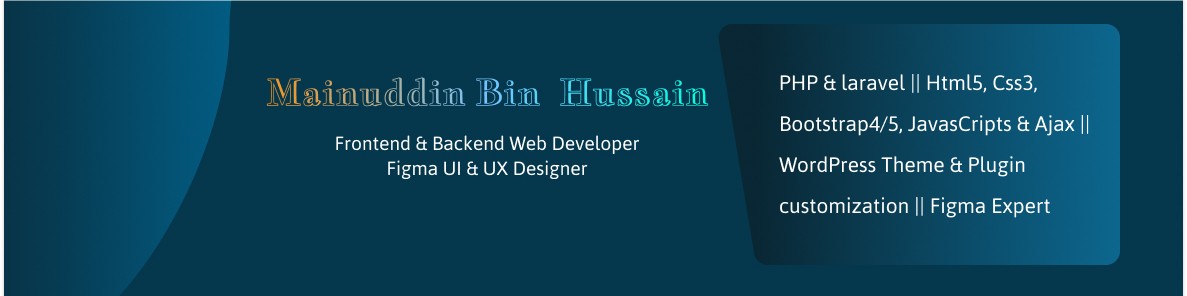 Mainuddin Bin Hussain
Frontend & Backend Web Developer
Figma UI & UX Designer
PHP & laravel || Html5, Css3,
Bootstrap4/5, JavasCripts & Ajax ||
WordPress Theme & Plugin
customization || Figma Expert